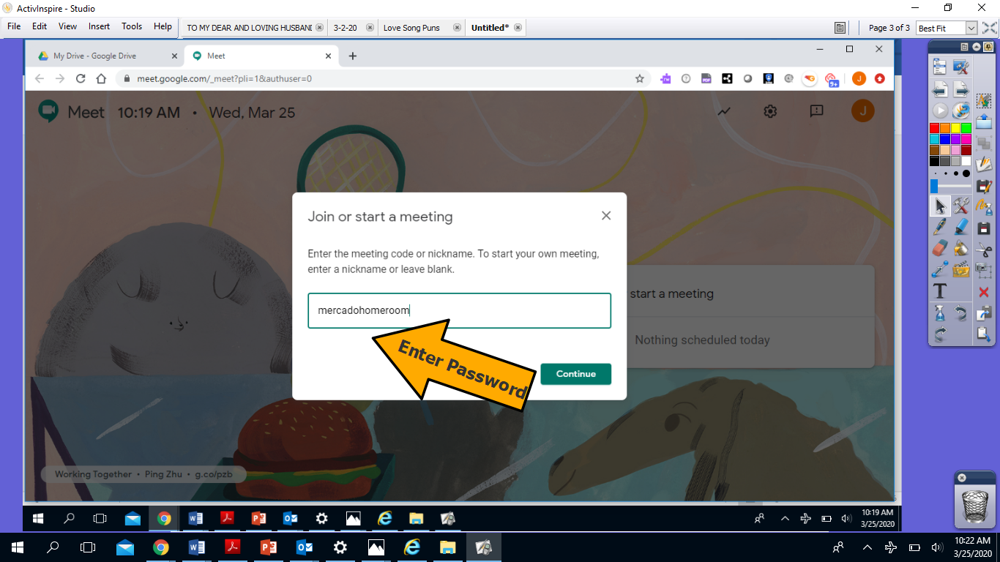 ActivInspire - Studio
File Edit View Insert Tools Help
TO MY DEAR AND LOVING HUSBAND
3-2-20
Love Song Puns
Untitled*
Page 3 of 3
Best Fit
My Drive - Google Drive
Meet
meet.google.com/_meet?pli=1&authuser=0
PDF
9+
J
Meet 10:19 AM • Wed, Mar 25
J
Join or start a meeting
Enter the meeting code or nickname. To start your own meeting,
enter a nickname or leave blank.
mercadohomeroom
Enter Password
Continue
start a meeting
Nothing scheduled today
Working Together • Ping Zhu • g.co/pzb
10:19 AM
3/25/2020
10:22 AM
3/25/2020